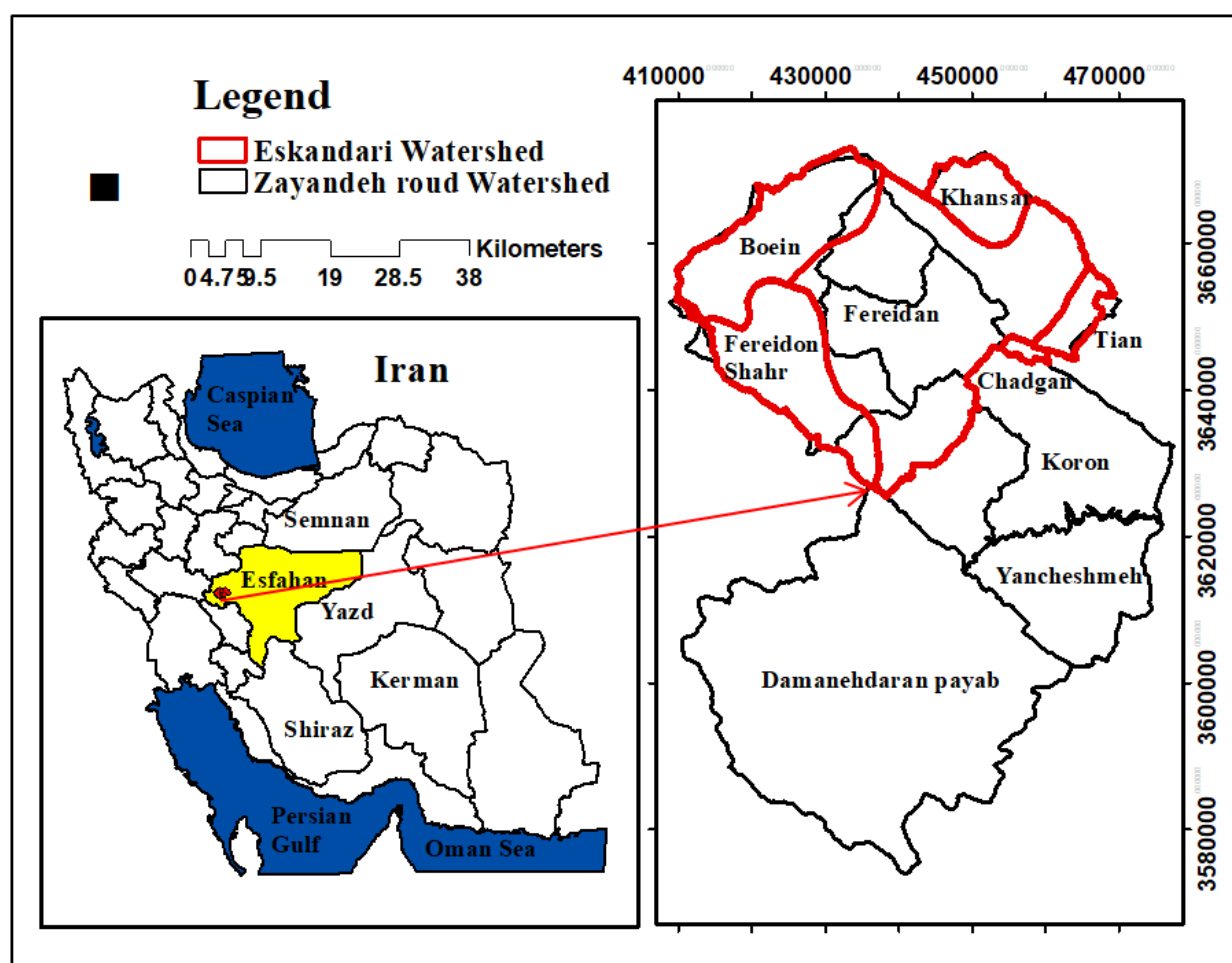 Legend
Eskandari Watershed
Zayandeh roud Watershed
Kilometers
0 4.75 9.5 19 28.5 38
Iran
Caspian
Sea
Semnan
Esfahan
Yazd
Kerman
Shiraz
Persian
Gulf
Oman Sea
410000 430000 450000 470000
Khansar
Boein
Fereidan
Fereidon
Shahr
Tian
Chadgan
Koron
Yancheshmeh
Damanehdaran payab
3660000
3640000
3620000
3600000
3580000